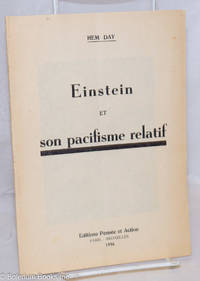 HEM DAY
Einstein
ET
son pacifisme relatif
Editions Pensée et Action
PARIS - BRUXELLES
1956